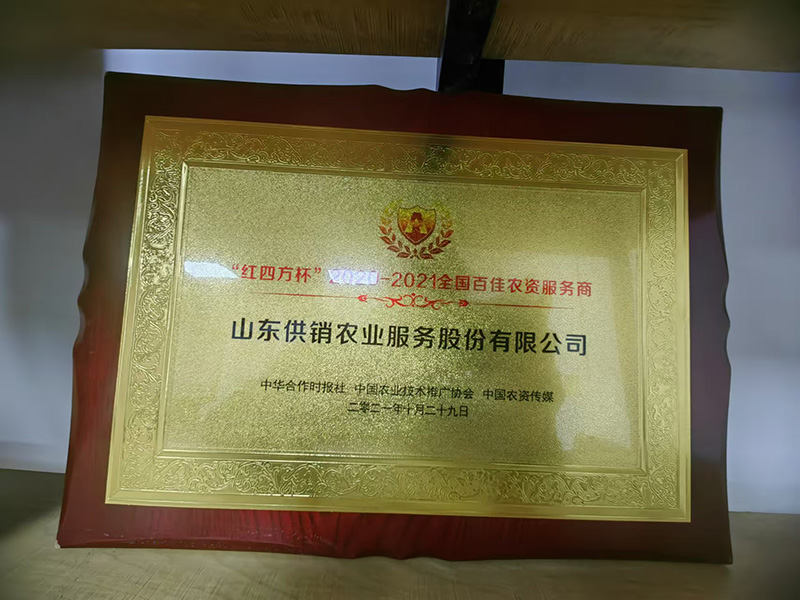 “红四方杯”2020-2021全国百佳农资服务商
山东供销农业服务股份有限公司
中华合作时报社 中国农业技术推广协会 中国农资传媒
二零二一年十月二十九日